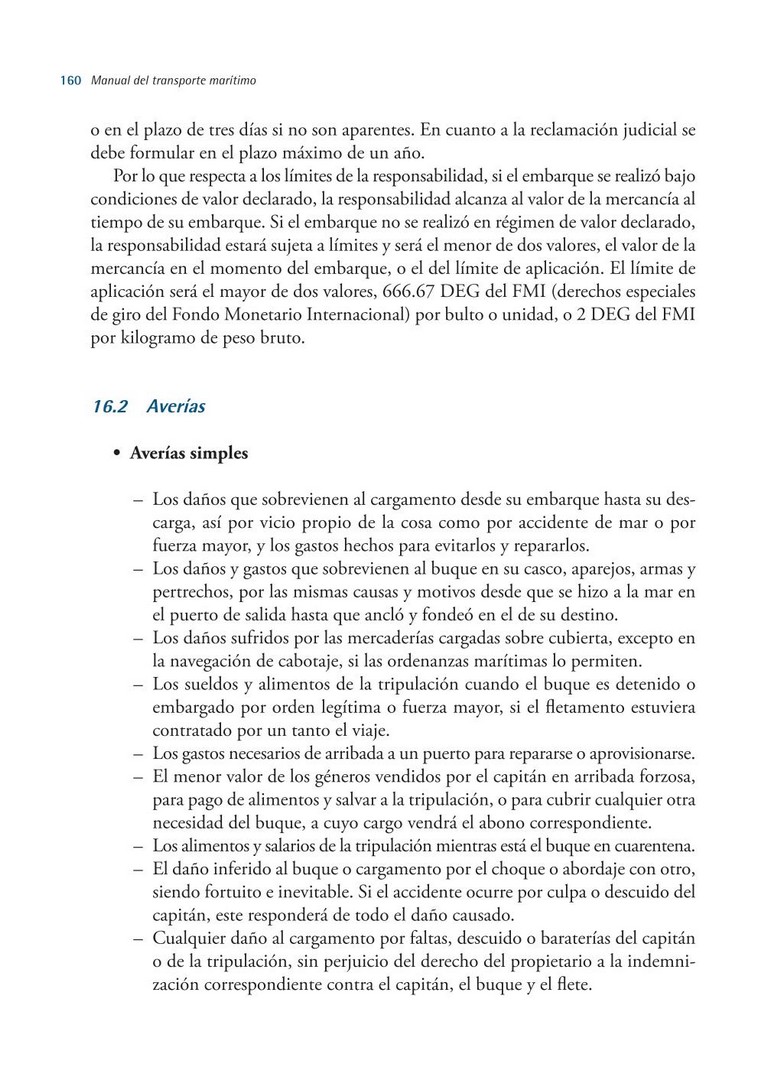 160 Manual del transporte marítimo
o en el plazo de tres días si no son aparentes. En cuanto a la reclamación judicial se
debe formular en el plazo máximo de un año.
Por lo que respecta a los límites de la responsabilidad, si el embarque se realizó bajo
condiciones de valor declarado, la responsabilidad alcanza al valor de la mercancía al
tiempo de su embarque. Si el embarque no se realizó en régimen de valor declarado,
la responsabilidad estará sujeta a límites y será el menor de dos valores, el valor de la
mercancía en el momento del embarque, o el del límite de aplicación. El límite de
aplicación será el mayor de dos valores, 666.67 DEG del FMI (derechos especiales
de giro del Fondo Monetario Internacional) por bulto o unidad, o 2 DEG del FMI
por kilogramo de peso bruto.
16.2 Averías
• Averías simples
– Los daños que sobrevienen al cargamento desde su embarque hasta su des-
carga, así por vicio propio de la cosa como por accidente de mar o por
fuerza mayor, y los gastos hechos para evitarlos y repararlos.
– Los daños y gastos que sobrevienen al buque en su casco, aparejos, armas y
pertrechos, por las mismas causas y motivos desde que se hizo a la mar en
el puerto de salida hasta que ancló y fondeó en el de su destino.
– Los daños sufridos por las mercaderías cargadas sobre cubierta, excepto en
la navegación de cabotaje, si las ordenanzas marítimas lo permiten.
– Los sueldos y alimentos de la tripulación cuando el buque es detenido o
embargado por orden legítima o fuerza mayor, si el fletamento estuviera
contratado por un tanto el viaje.
– Los gastos necesarios de arribada a un puerto para repararse o aprovisionarse.
– El menor valor de los géneros vendidos por el capitán en arribada forzosa,
para pago de alimentos y salvar a la tripulación, o para cubrir cualquier otra
necesidad del buque, a cuyo cargo vendrá el abono correspondiente.
– Los alimentos y salarios de la tripulación mientras está el buque en cuarentena.
– El daño inferido al buque o cargamento por el choque o abordaje con otro,
siendo fortuito e inevitable. Si el accidente ocurre por culpa o descuido del
capitán, este responderá de todo el daño causado.
– Cualquier daño al cargamento por faltas, descuido o baraterías del capitán
o de la tripulación, sin perjuicio del derecho del propietario a la indemni-
zación correspondiente contra el capitán, el buque y el flete.